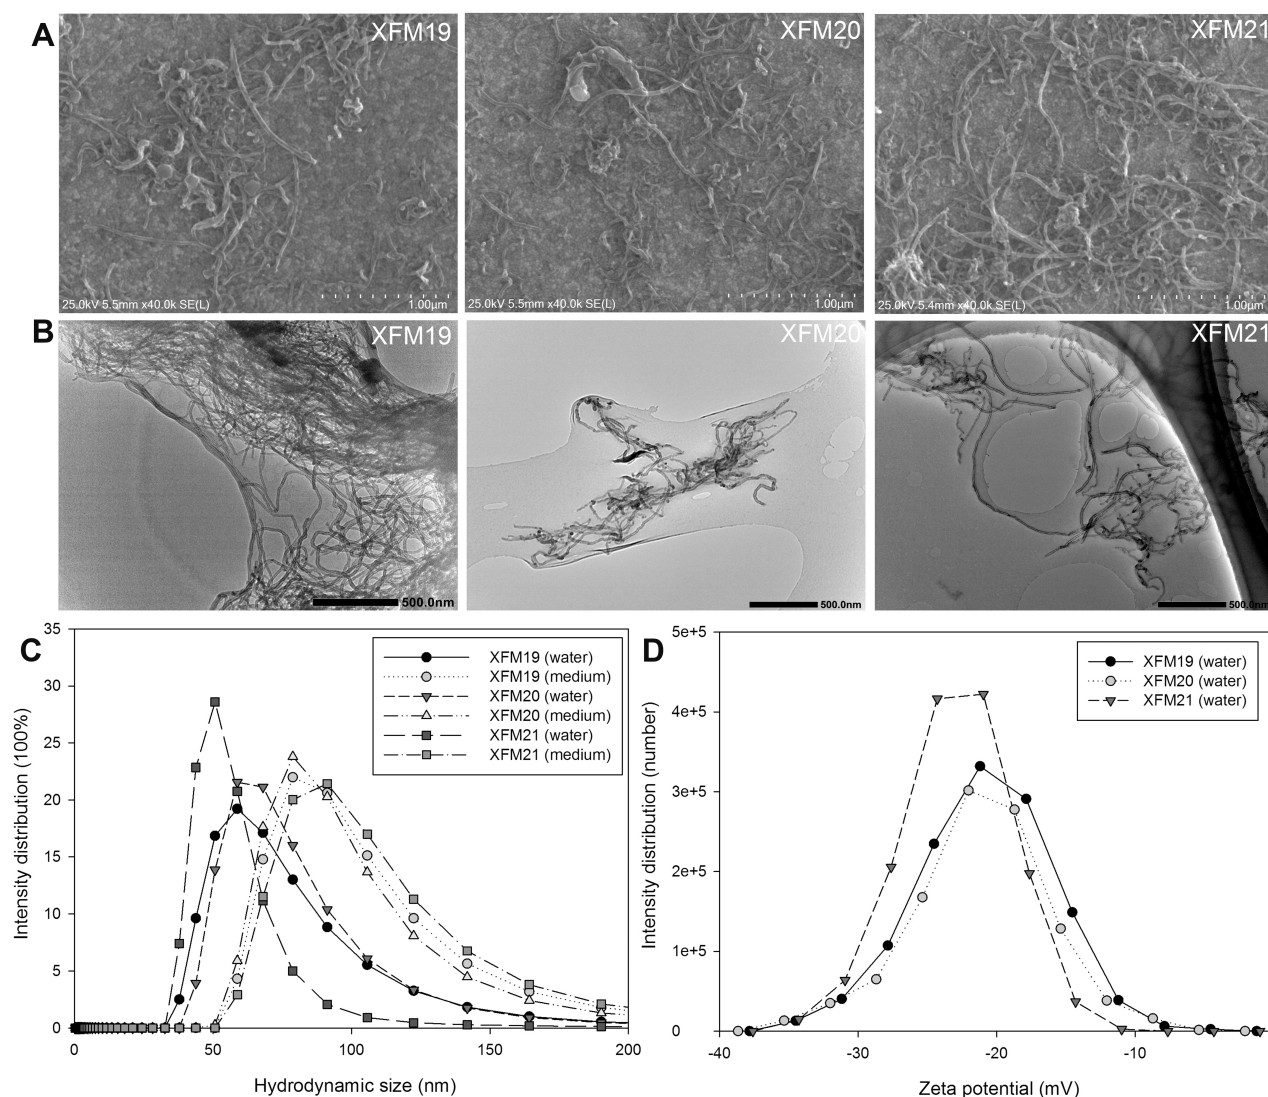 A
XFM19
XFM20
XFM21
25.0kV 5.5mm x40.0k SE(L)
1.00µm
25.0kV 5.5mm x40.0k SE(L)
1.00µm
25.0kV 5.4mm x40.0k SE(L)
1.00µm
B
XFM19
XFM20
XFM21
500.0nm
500.0nm
500.0nm
C
Intensity distribution (100%)
35
30
25
20
15
10
5
0
XFM19 (water)
XFM19 (medium)
XFM20 (water)
XFM20 (medium)
XFM21 (water)
XFM21 (medium)
0
50
100
150
200
Hydrodynamic size (nm)
D
Intensity distribution (number)
5e+5
4e+5
3e+5
2e+5
1e+5
0
XFM19 (water)
XFM20 (water)
XFM21 (water)
-40
-30
-20
-10
Zeta potential (mV)